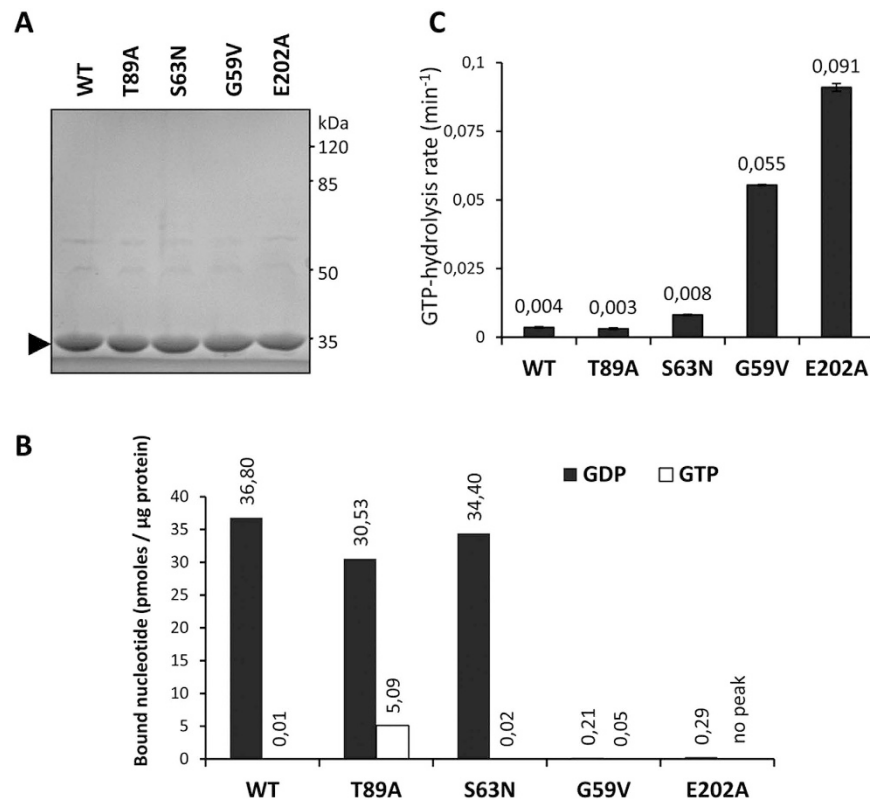 A
WT
T89A
S63N
G59V
E202A
kDa
120
85
50
35
C
GTP-hydrolysis rate (min⁻¹)
0,1
0,075
0,05
0,025
0
0,004
0,003
0,008
0,055
0,091
WT T89A S63N G59V E202A
B
Bound nucleotide (pmoles / µg protein)
GDP GTP
40
35
30
25
20
15
10
5
0
36,80
0,01
30,53
5,09
34,40
0,02
0,21
0,05
0,29
no peak
WT T89A S63N G59V E202A